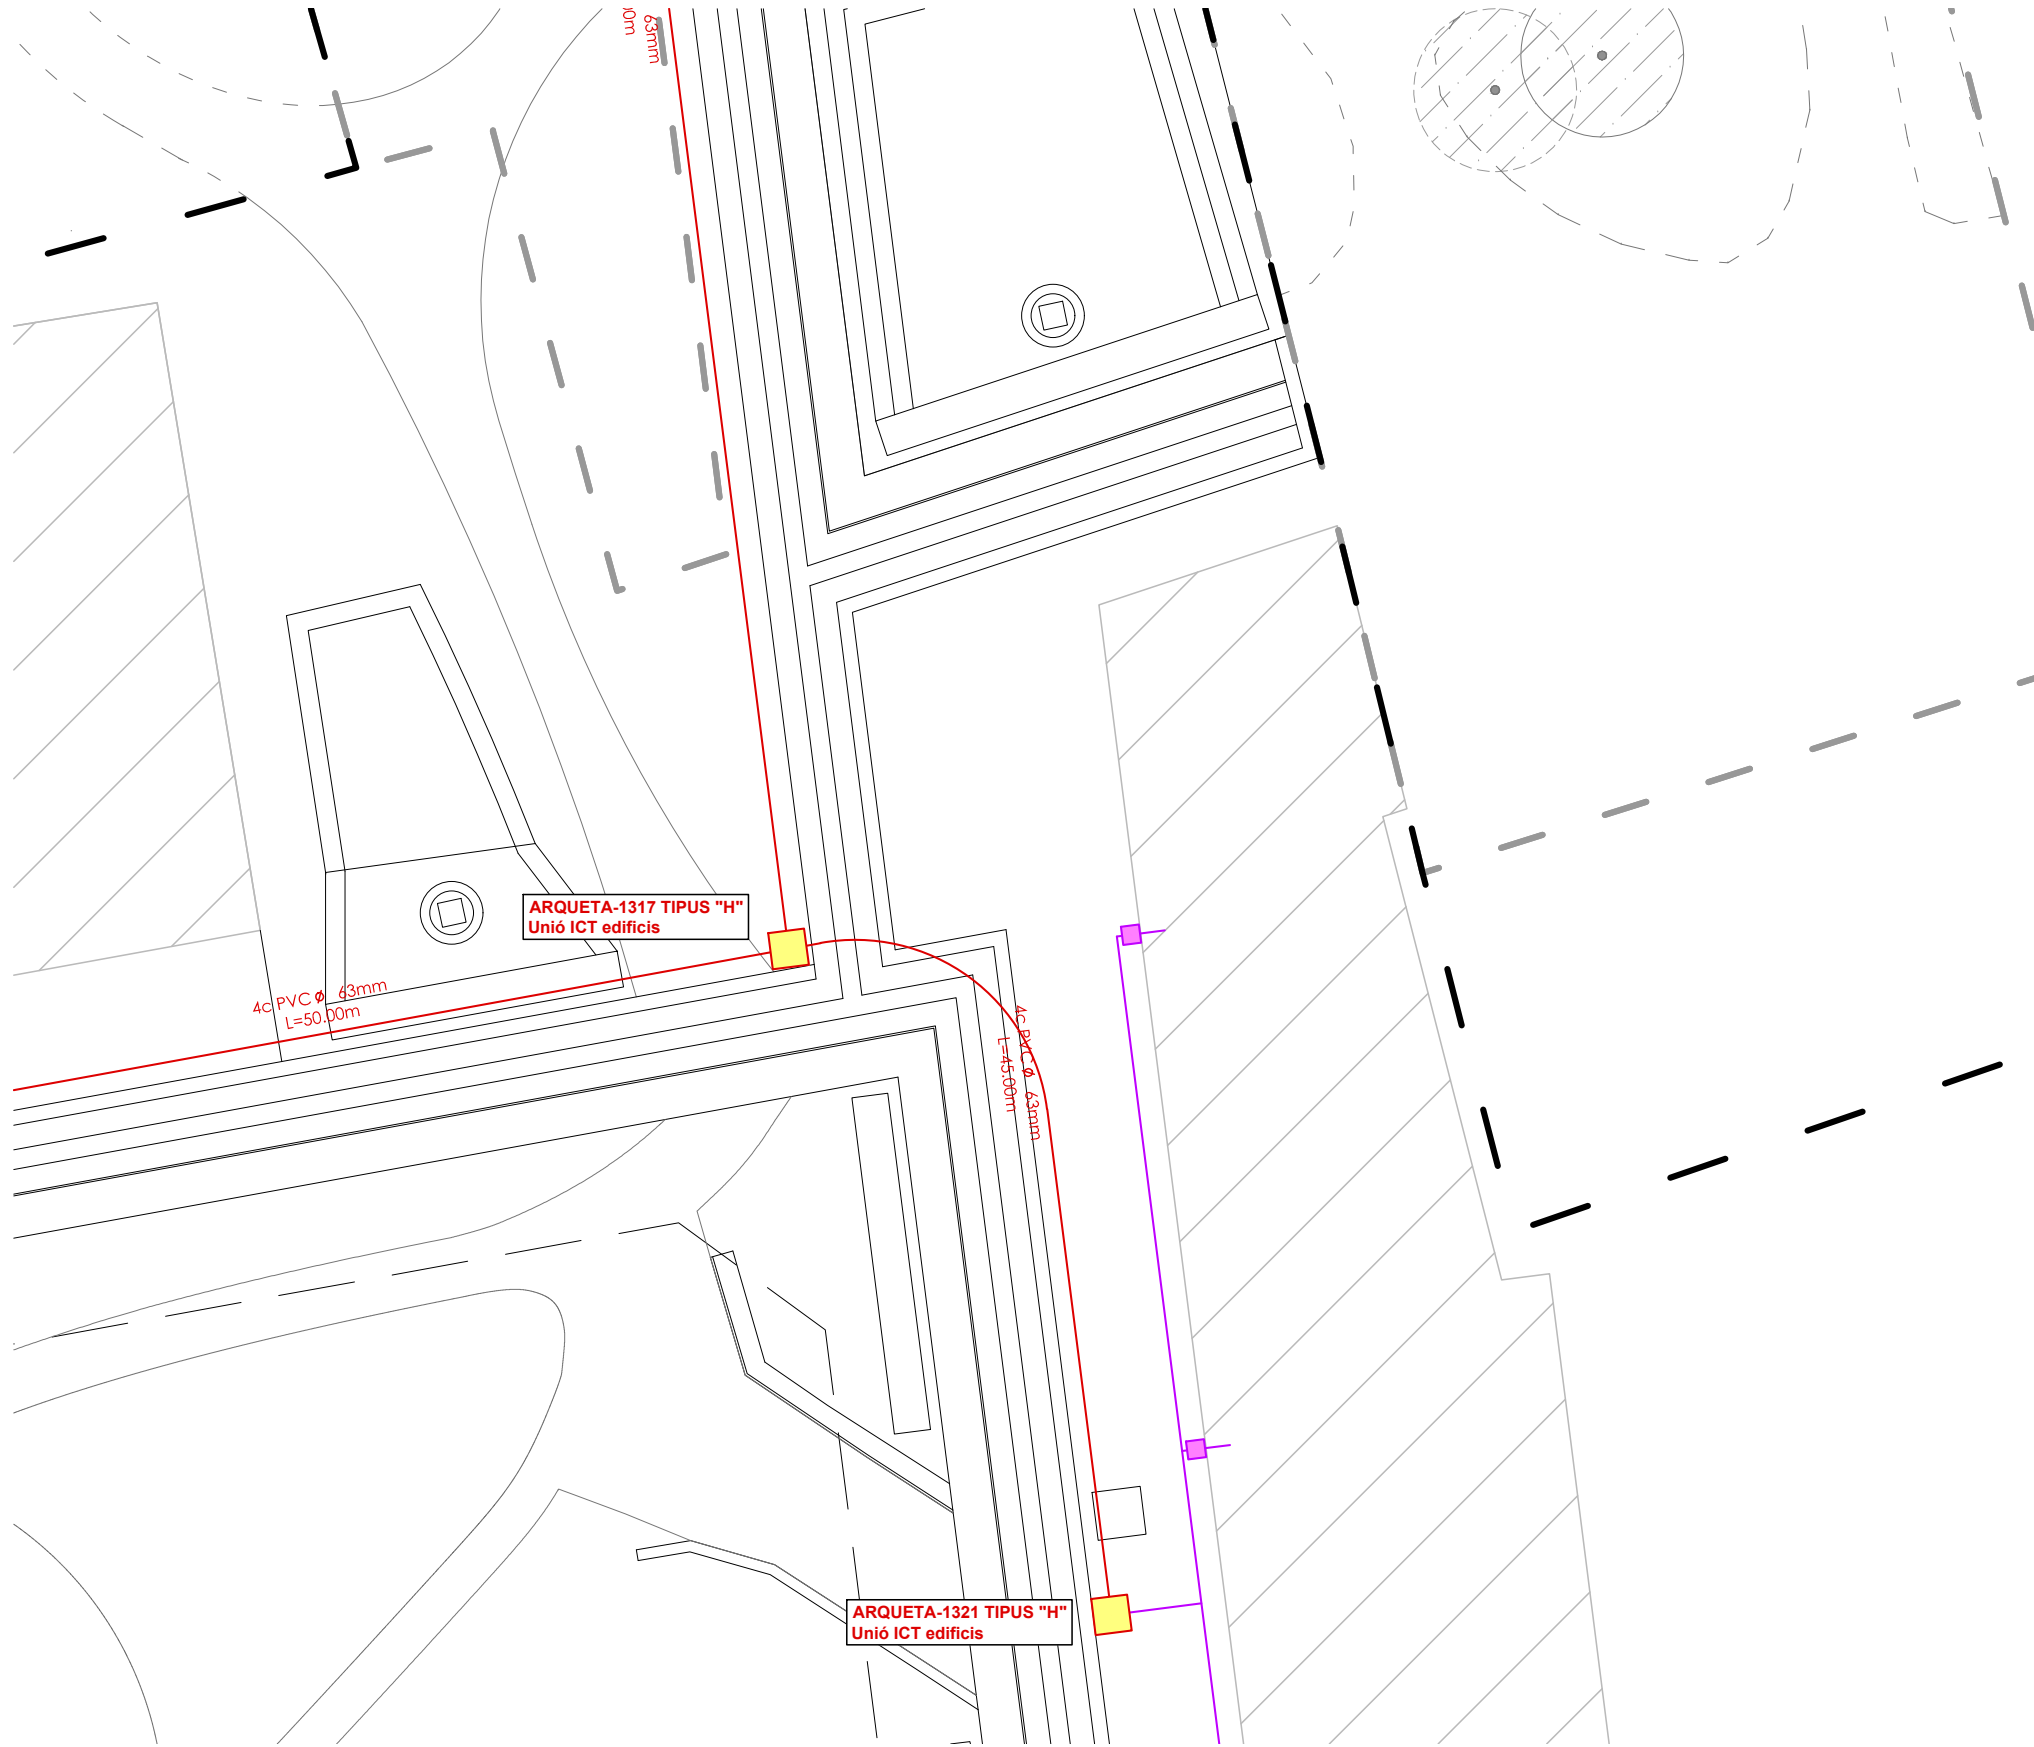 63mm
00m
ARQUETA-1317 TIPUS "H"
Unió ICT edificis
4c PVC ø 63mm
L=50.00m
4c PVC ø 63mm
L=45.00m
ARQUETA-1321 TIPUS "H"
Unió ICT edificis